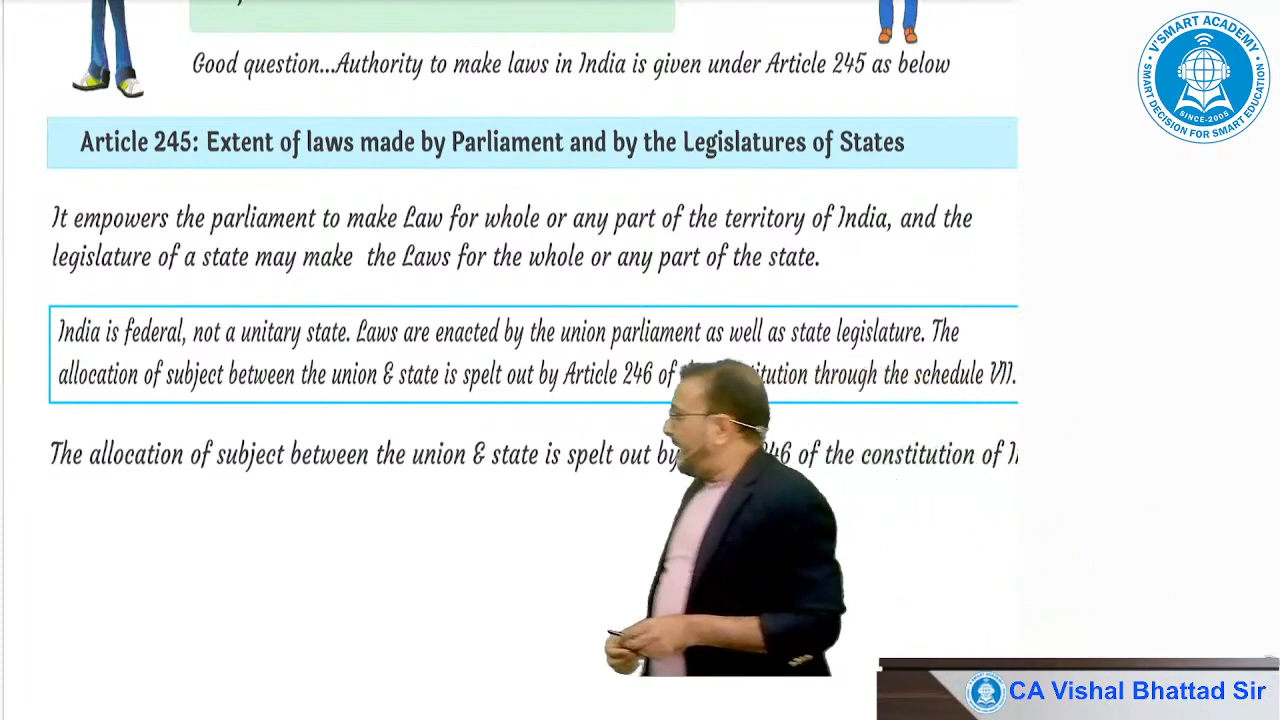 Good question...Authority to make laws in India is given under Article 245 as below
Article 245: Extent of laws made by Parliament and by the Legislatures of States
It empowers the parliament to make Law for whole or any part of the territory of India, and the
legislature of a state may make the Laws for the whole or any part of the state.
India is federal, not a unitary state. Laws are enacted by the union parliament as well as state legislature. The
allocation of subject between the union & state is spelt out by Article 246 of through the schedule VII.
The allocation of subject between the union & state is spelt out by 246 of the constitution of
V'SMART ACADEMY
SMART DECISION FOR SMART EDUCATION
SINCE-2005
CA Vishal Bhattad Sir